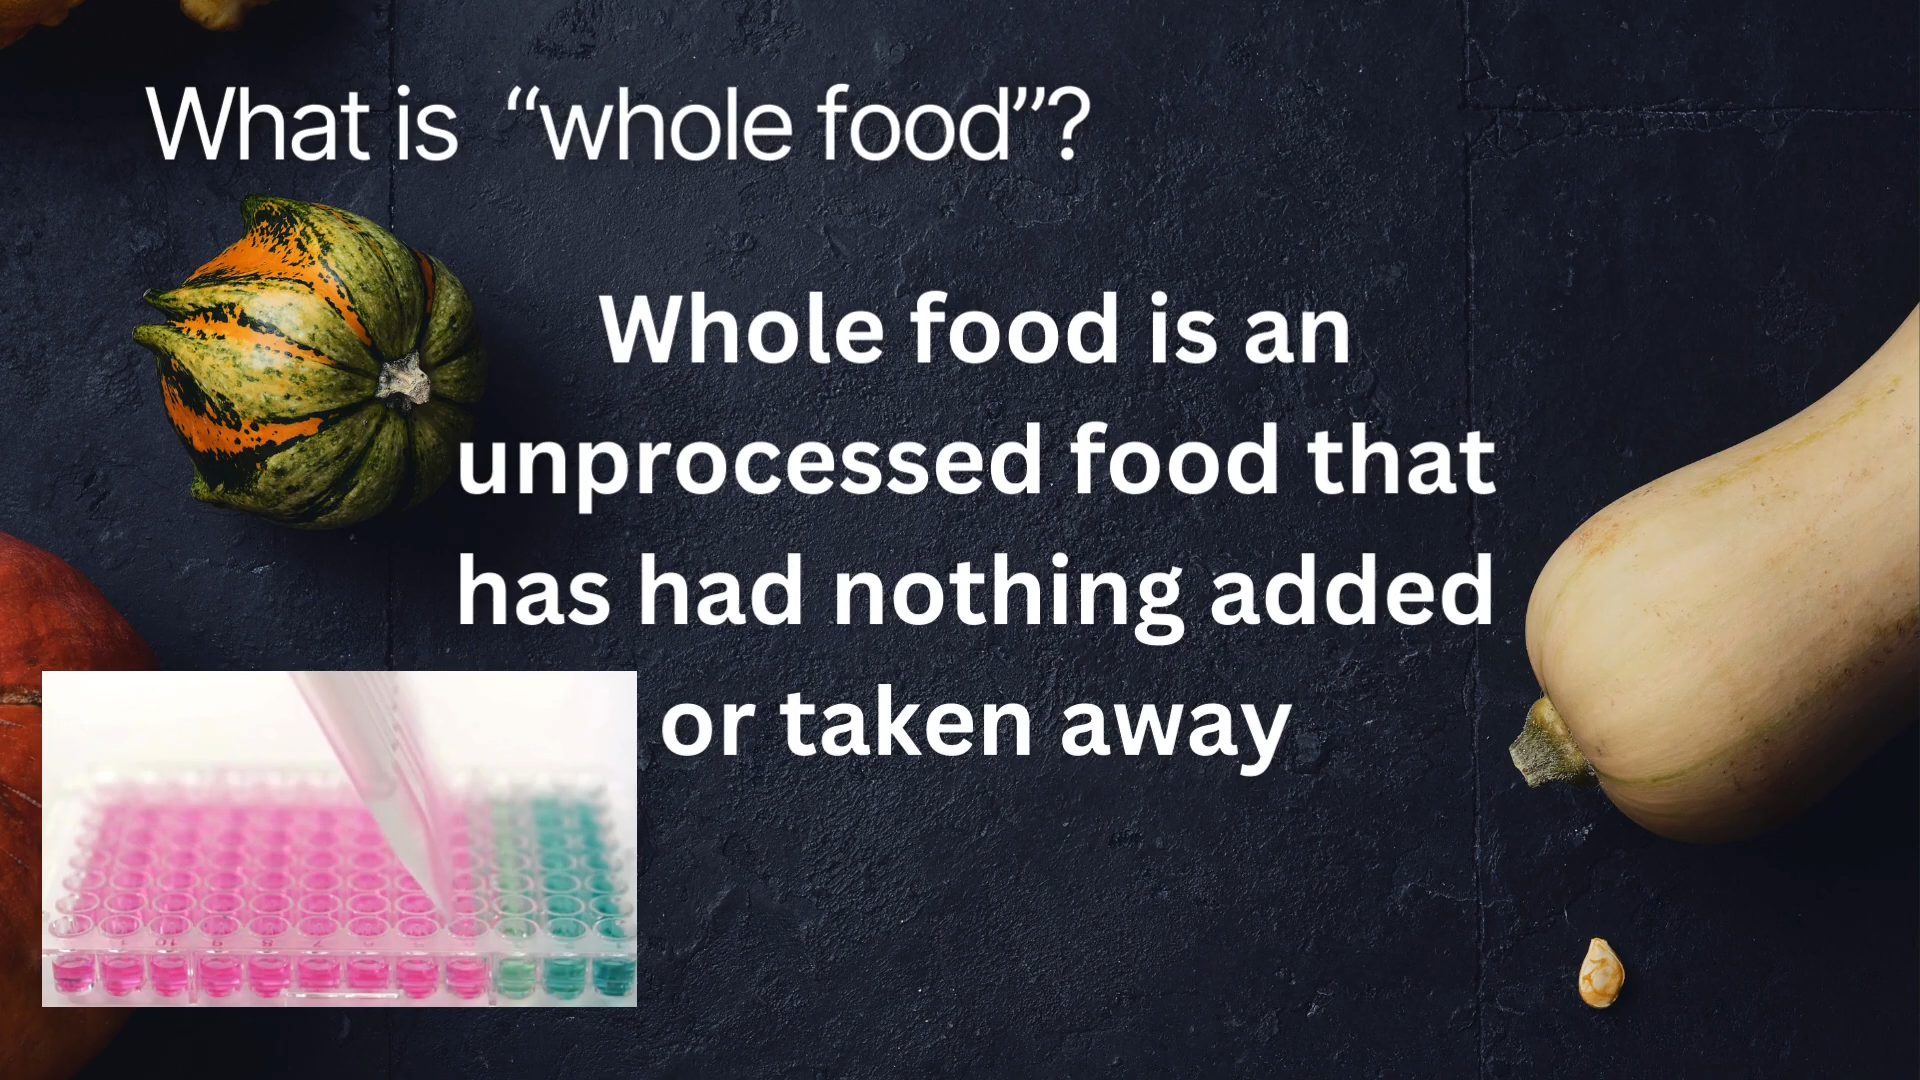 What is “whole food”?
Whole food is an
unprocessed food that
has had nothing added
or taken away